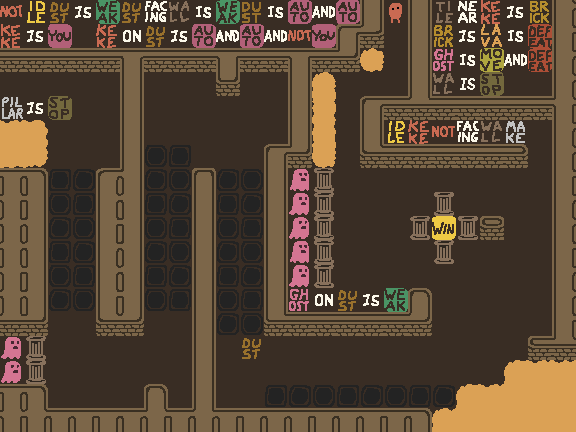 NOT IDLE DUST IS WEAK DUST FACING WALL IS WEAK DUST IS AUTO AND AUTO
KEKE IS YOU KEKE ON DUST IS AUTO AND AUTO AND NOT YOU
TILE NEAR KEKE IS BRICK
BRICK IS LAVA IS DEFEAT
GHOST IS MOVE AND DEFEAT
WALL IS STOP
PILLAR IS STOP
IDLE KEKE NOT FACING WALL MAKE
WIN
GHOST ON DUST IS WEAK
DUST